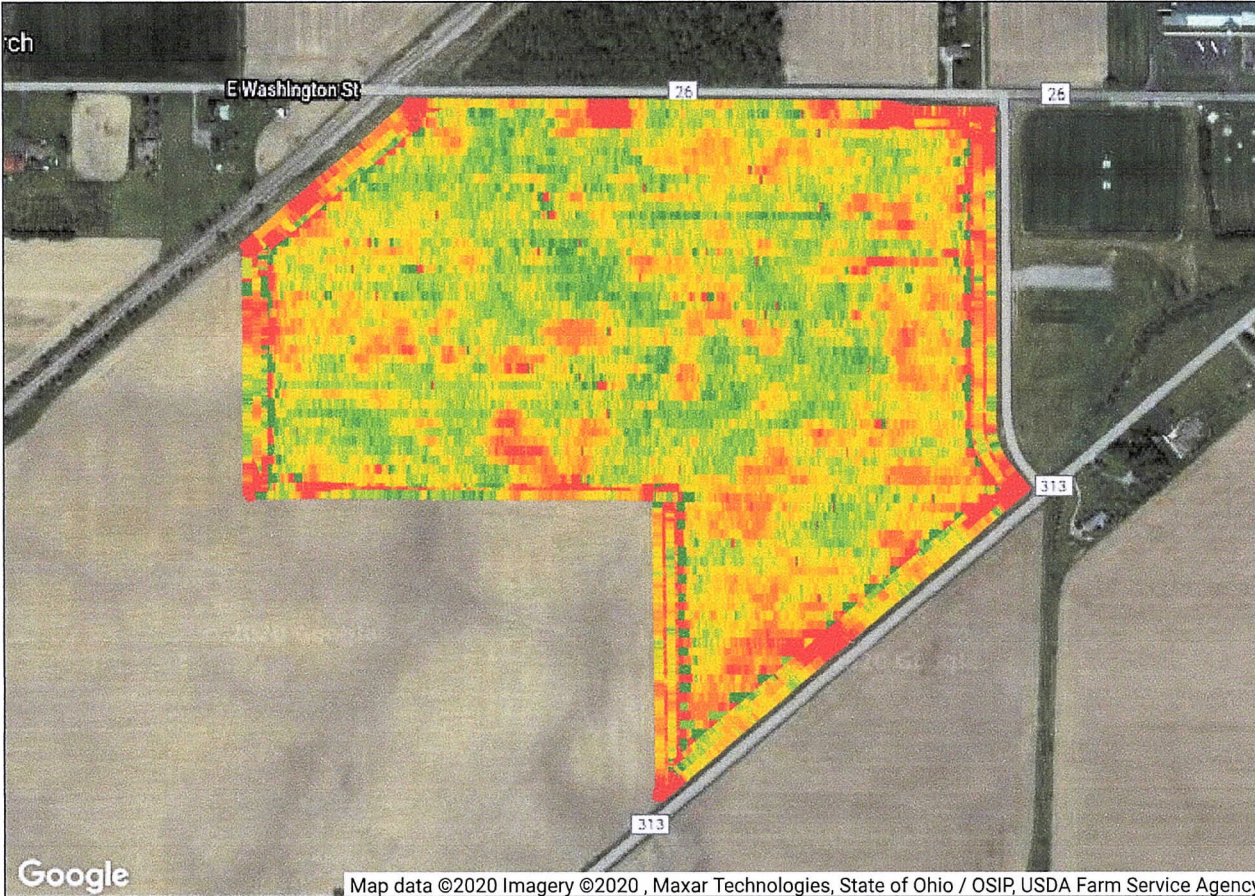 rch
E Washington St
26
26
313
313
Google
Map data ©2020 Imagery ©2020 , Maxar Technologies, State of Ohio / OSIP, USDA Farm Service Agency